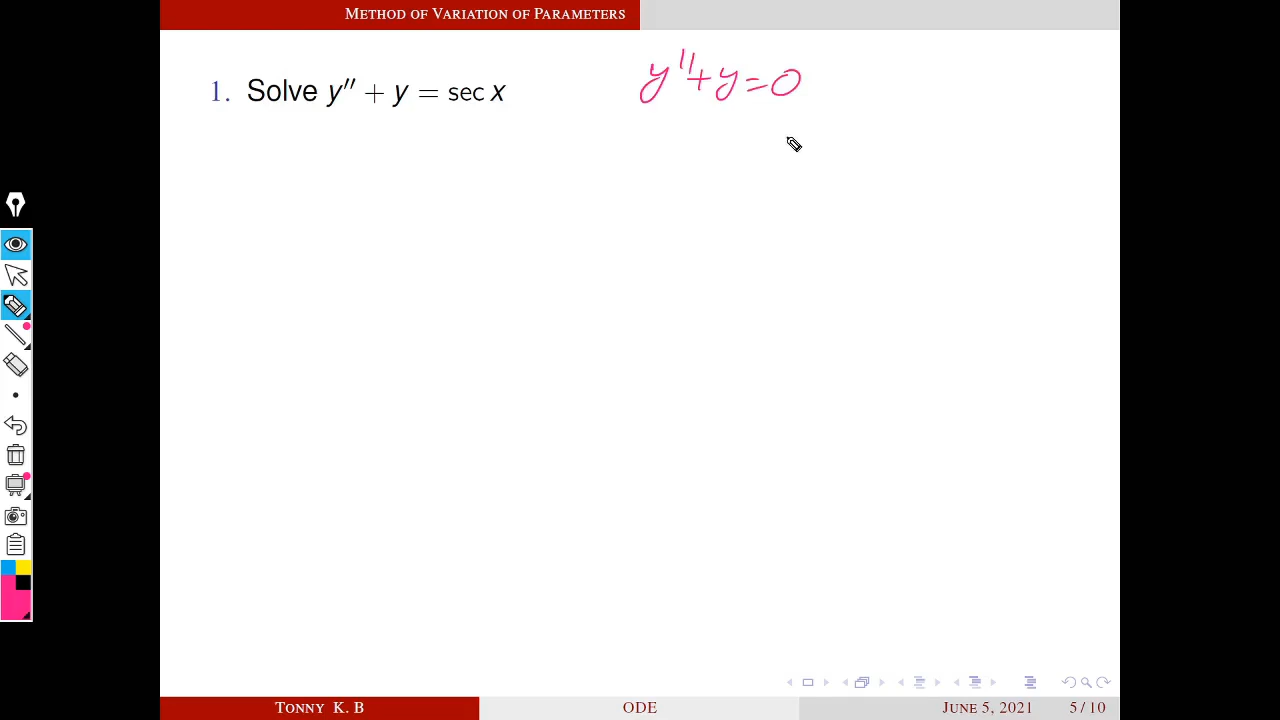 METHOD OF VARIATION OF PARAMETERS
1. Solve y″ + y = sec x
y″ + y = 0
TONNY K. B
ODE
JUNE 5, 2021
5 / 10